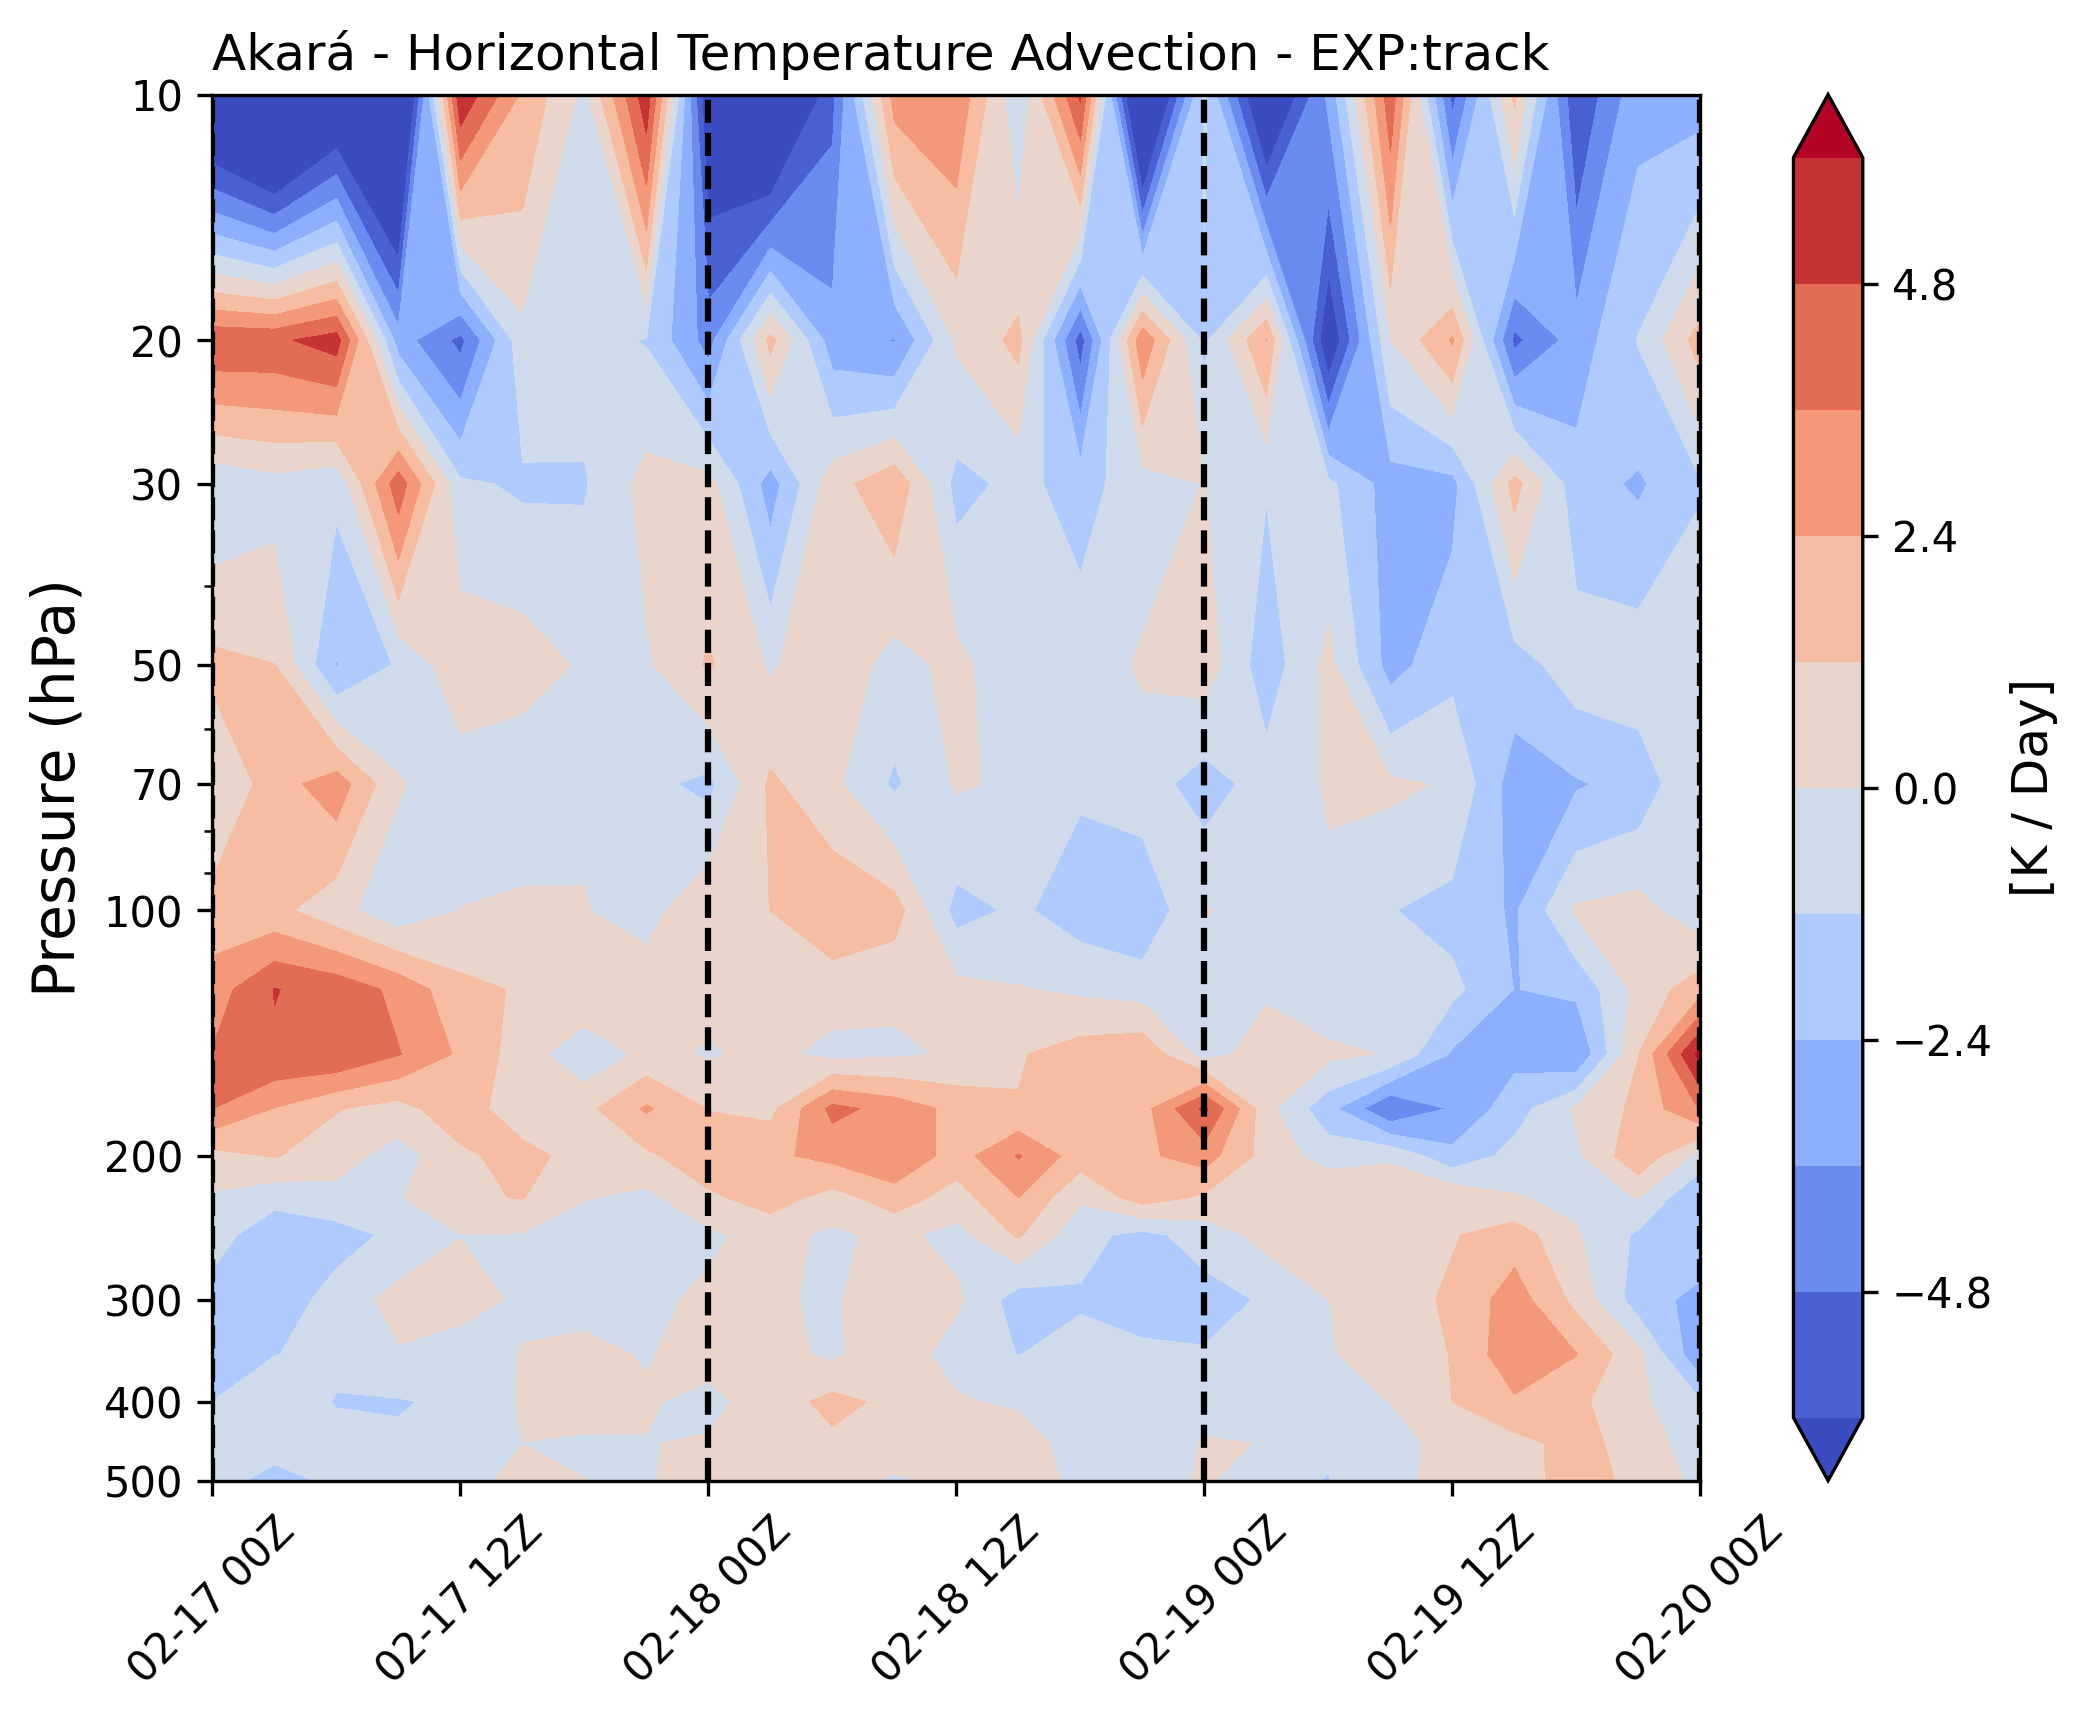 Akará - Horizontal Temperature Advection - EXP:track
10
20
30
50
70
100
200
300
400
500
Pressure (hPa)
02-17 00Z
02-17 12Z
02-18 00Z
02-18 12Z
02-19 00Z
02-19 12Z
02-20 00Z
4.8
2.4
0.0
−2.4
−4.8
[K / Day]